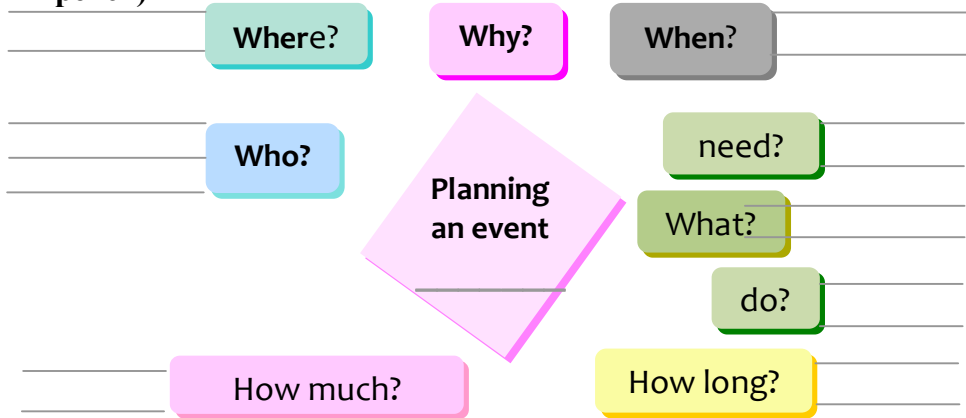 Where?
Why?
When?
Who?
need?
Planning
an event
What?
do?
How much?
How long?